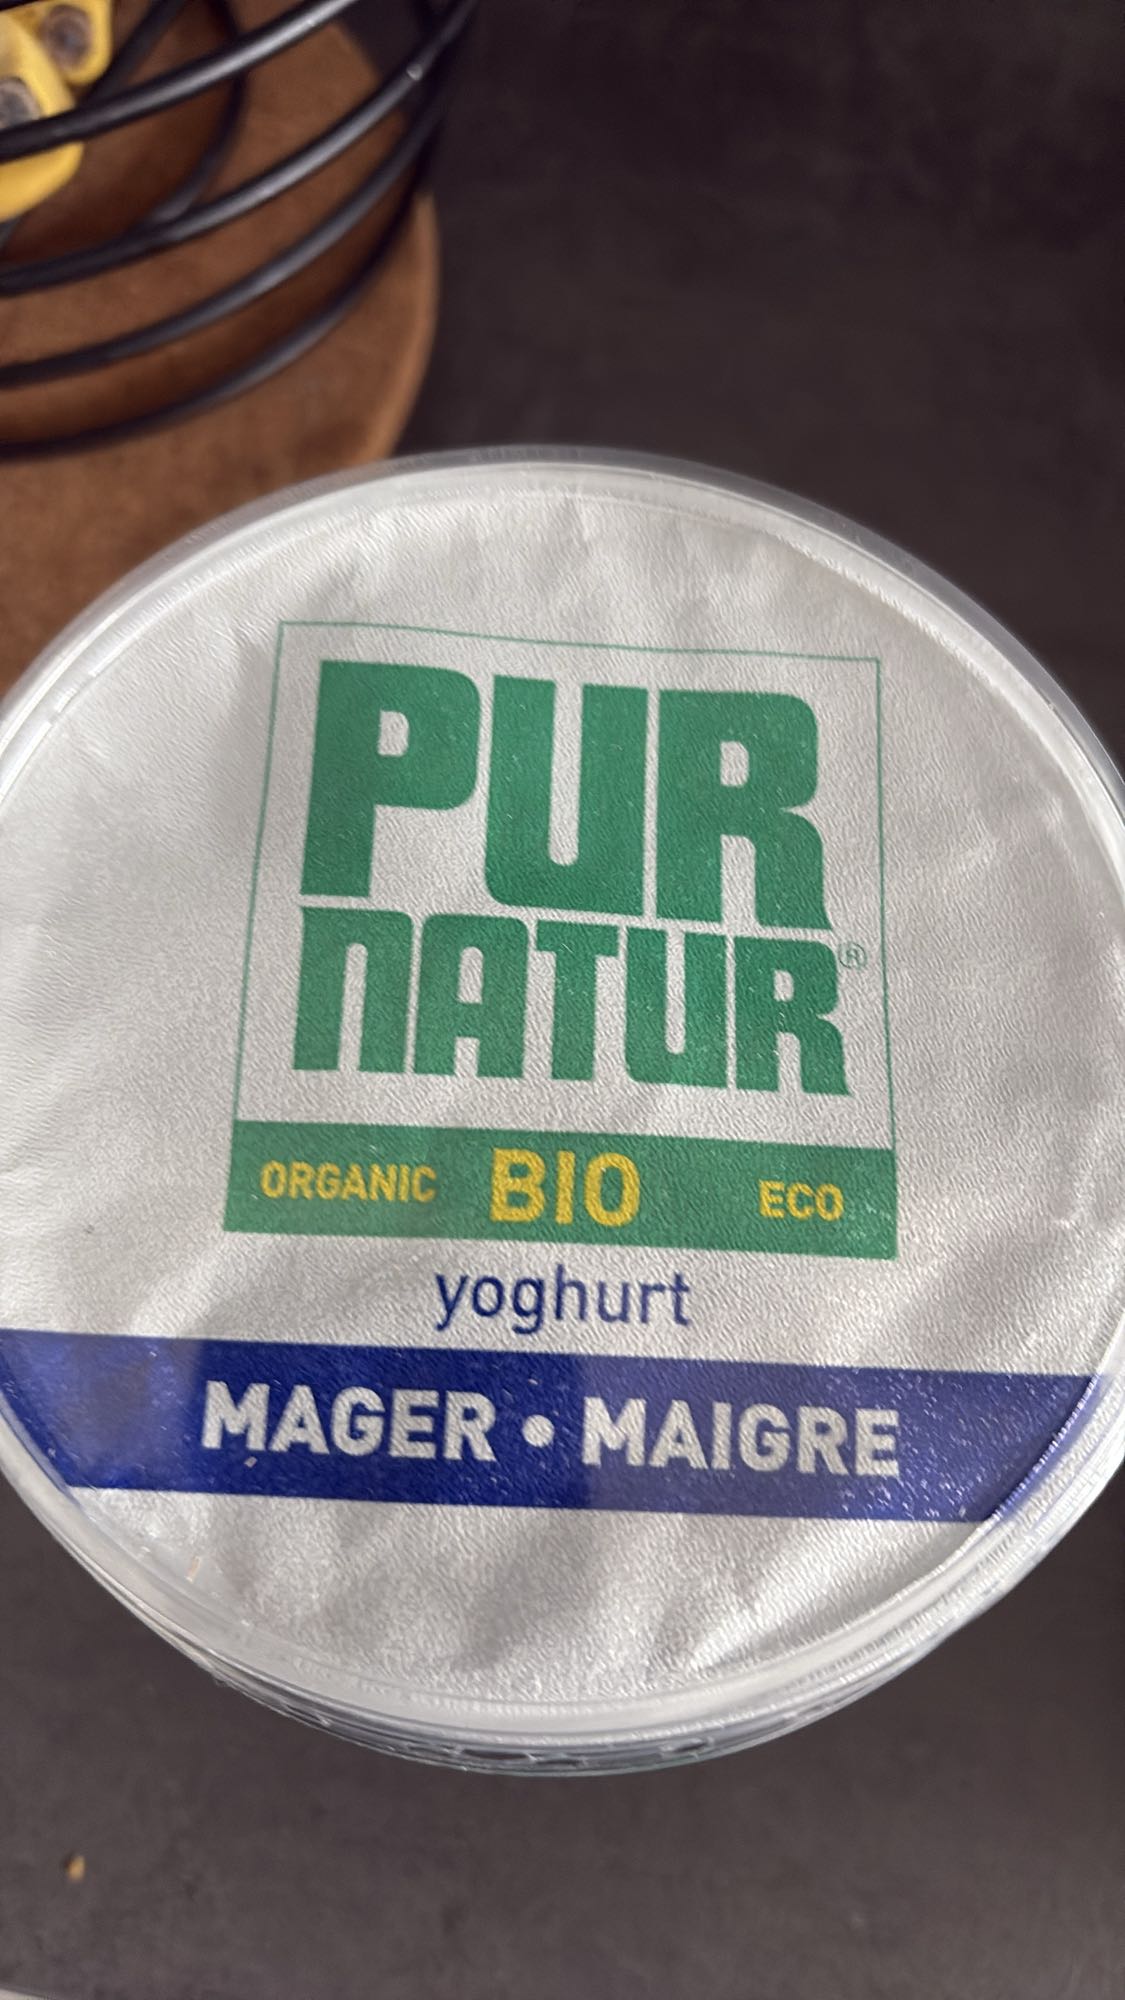 PUR
NATUR®
ORGANIC BIO ECO
yoghurt
MAGER • MAIGRE